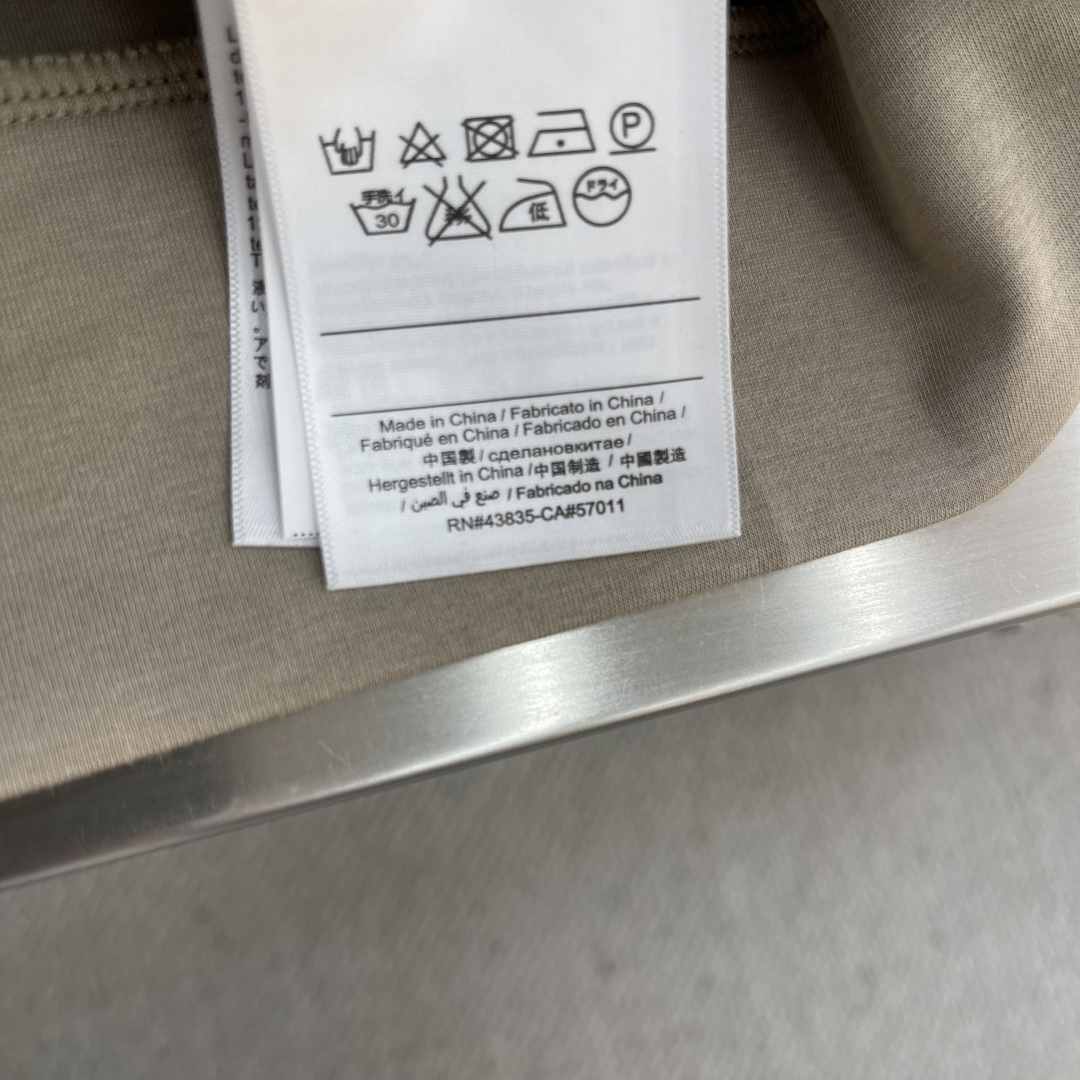 P
手洗イ
30
低
ドライ
Made in China / Fabricato in China /
Fabriqué en China / Fabricado en China /
中国製 / сделановкитае /
Hergestellt in China /中国制造 / 中國製造
صنع في الصين / / Fabricado na China
RN#43835-CA#57011